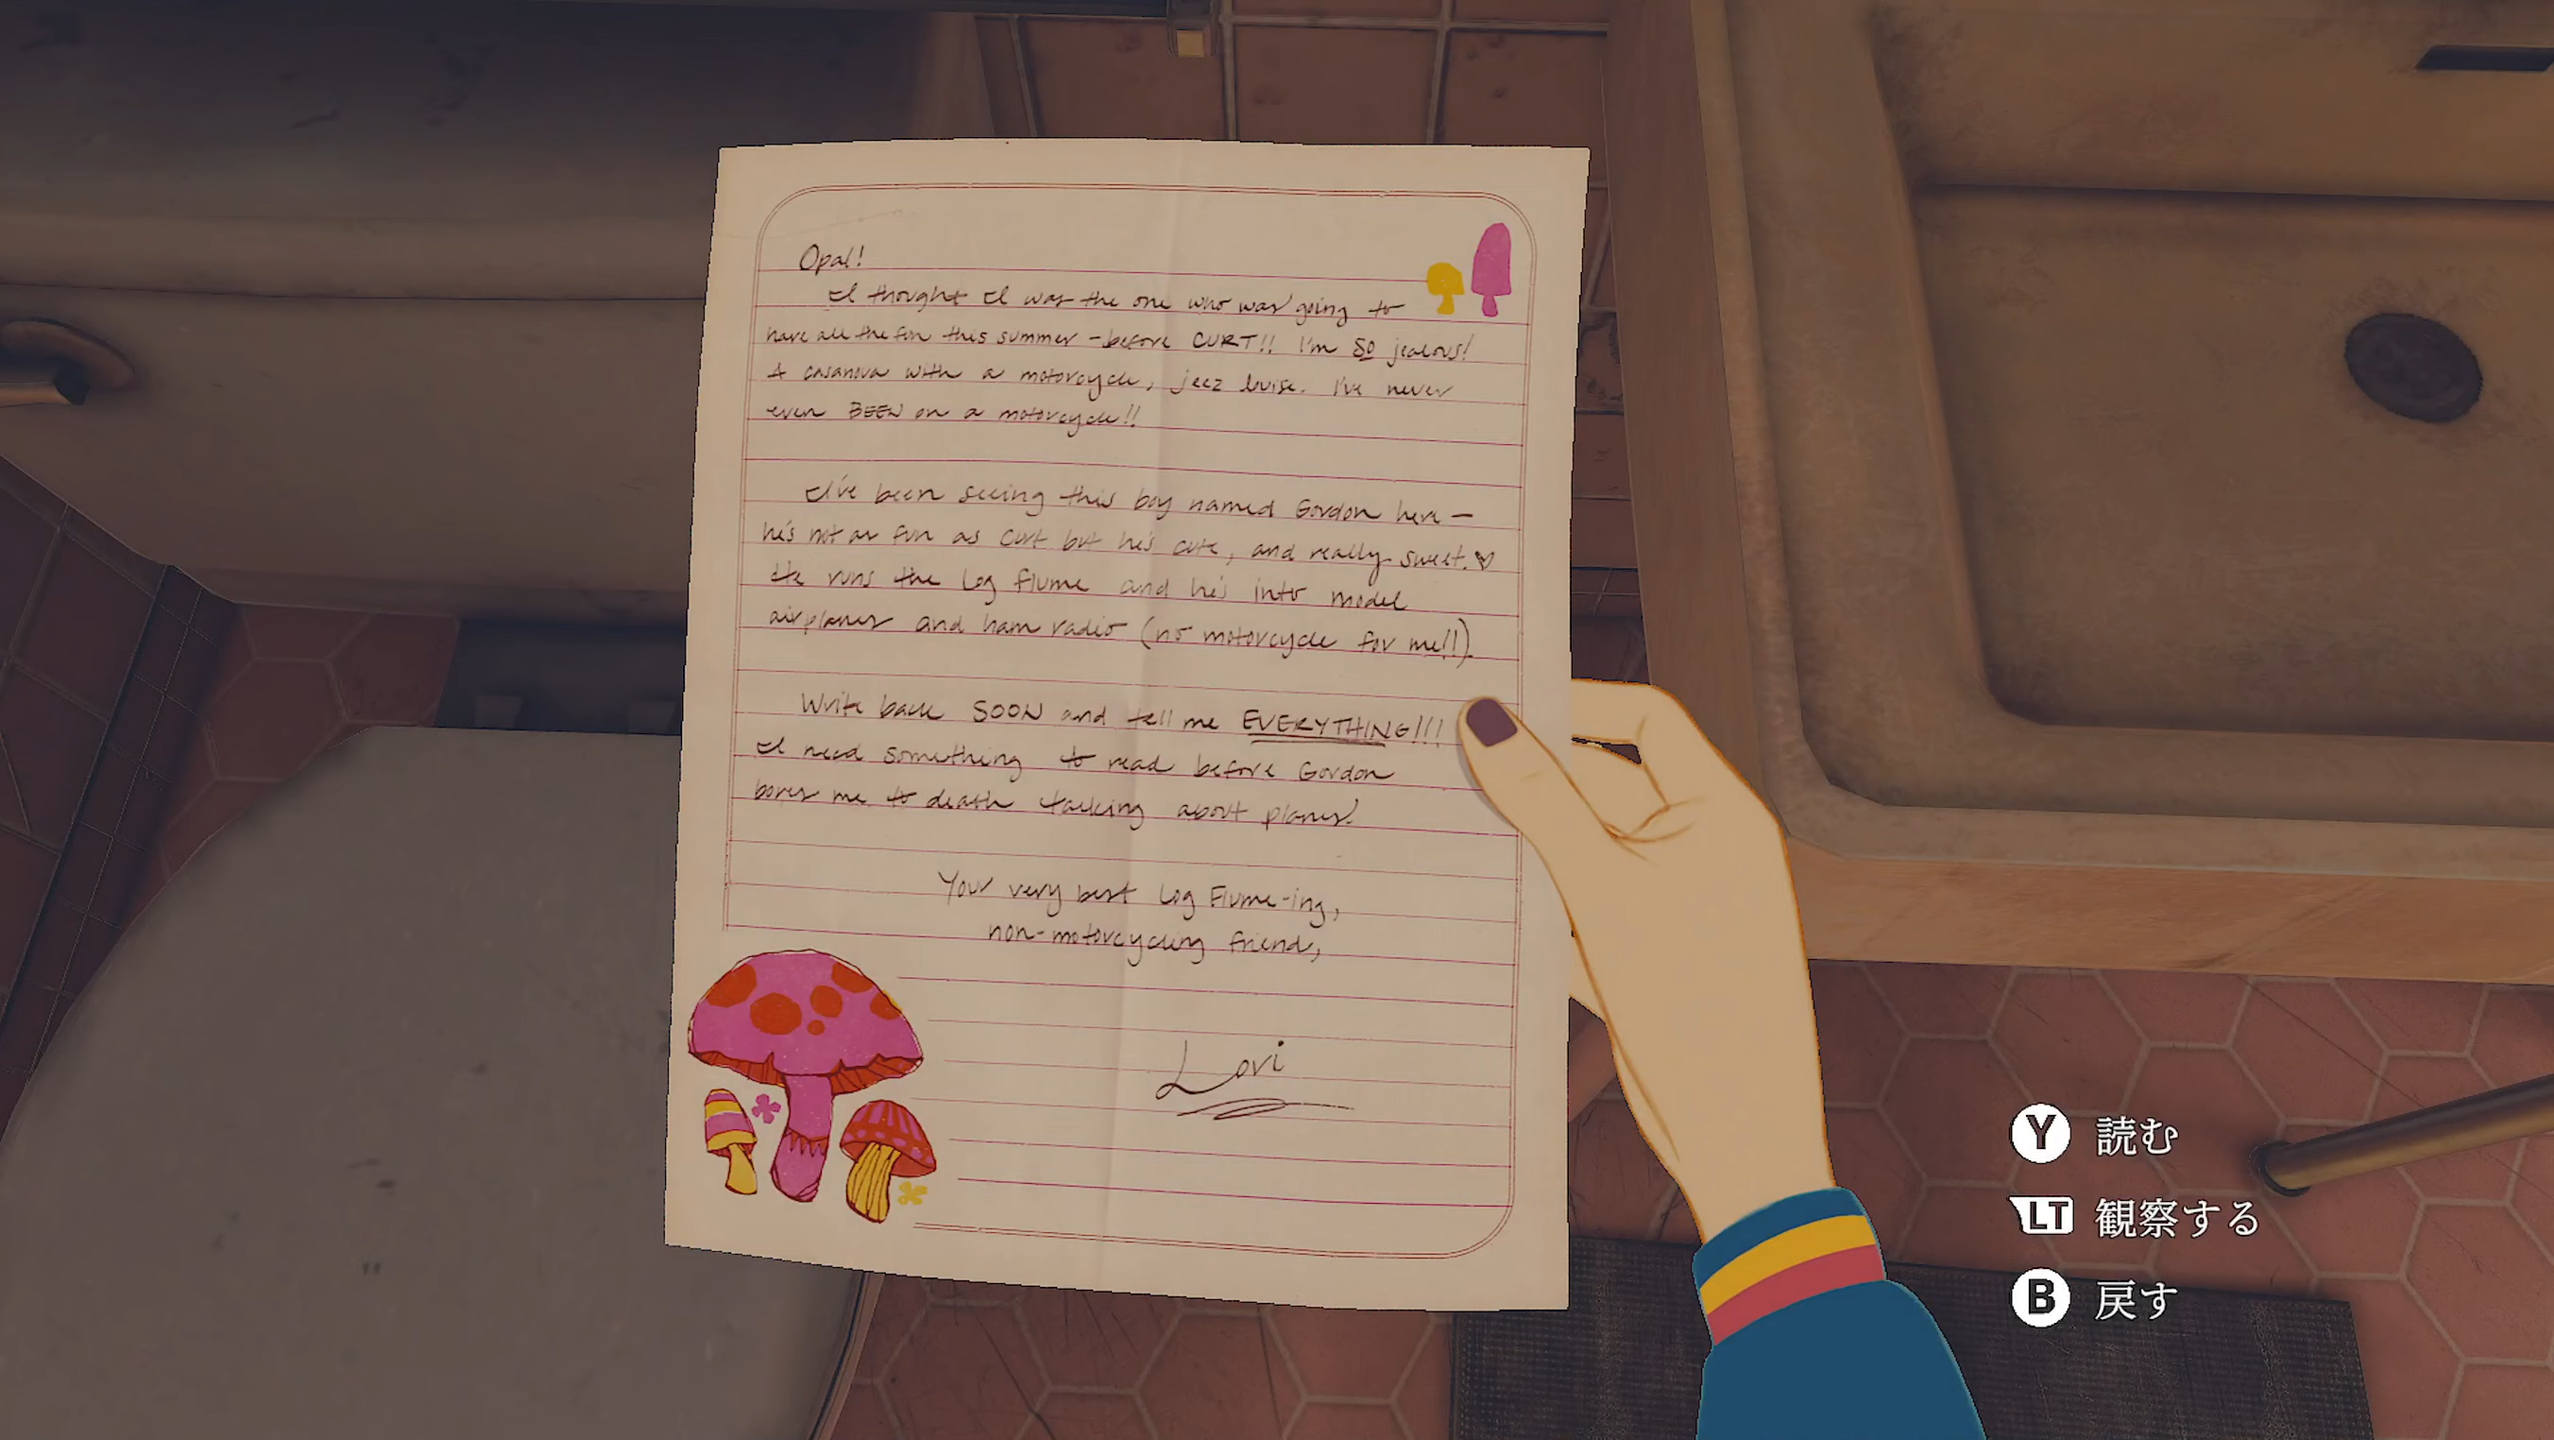 Opal!
I thought I was the one who was going to
have all the fun this summer - before CURT!! I'm SO jealous!
A casanova with a motorcycle, jeez louise. I've never
even BEEN on a motorcycle!!
I've been seeing this boy named Gordon here -
he's not as fun as Curt but he's cute, and really sweet. ♡
He runs the Log Flume and he's into model
airplanes and ham radio (no motorcycle for me!!)
Write back SOON and tell me EVERYTHING!!!
I need something to read before Gordon
bores me to death talking about planes!
Your very best Log Flume-ing,
non-motorcycling friend,
Lori
Y 読む
LT 観察する
B 戻す